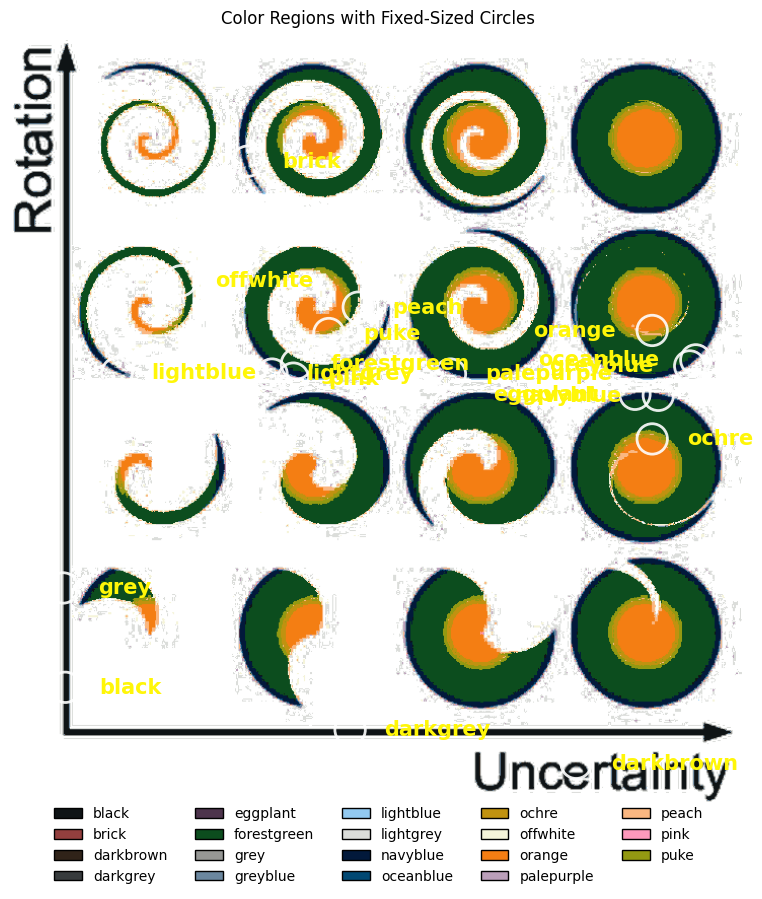 Color Regions with Fixed-Sized Circles
Rotation
brick
offwhite
peach
puke
orange
oceanblue
forestgreen
lightblue
lightgrey
pink
palepurple
eggplant
navyblue
ochre
grey
black
darkgrey
darkbrown
Uncertainty
black
brick
darkbrown
darkgrey
eggplant
forestgreen
grey
greyblue
lightblue
lightgrey
navyblue
oceanblue
ochre
offwhite
orange
palepurple
peach
pink
puke